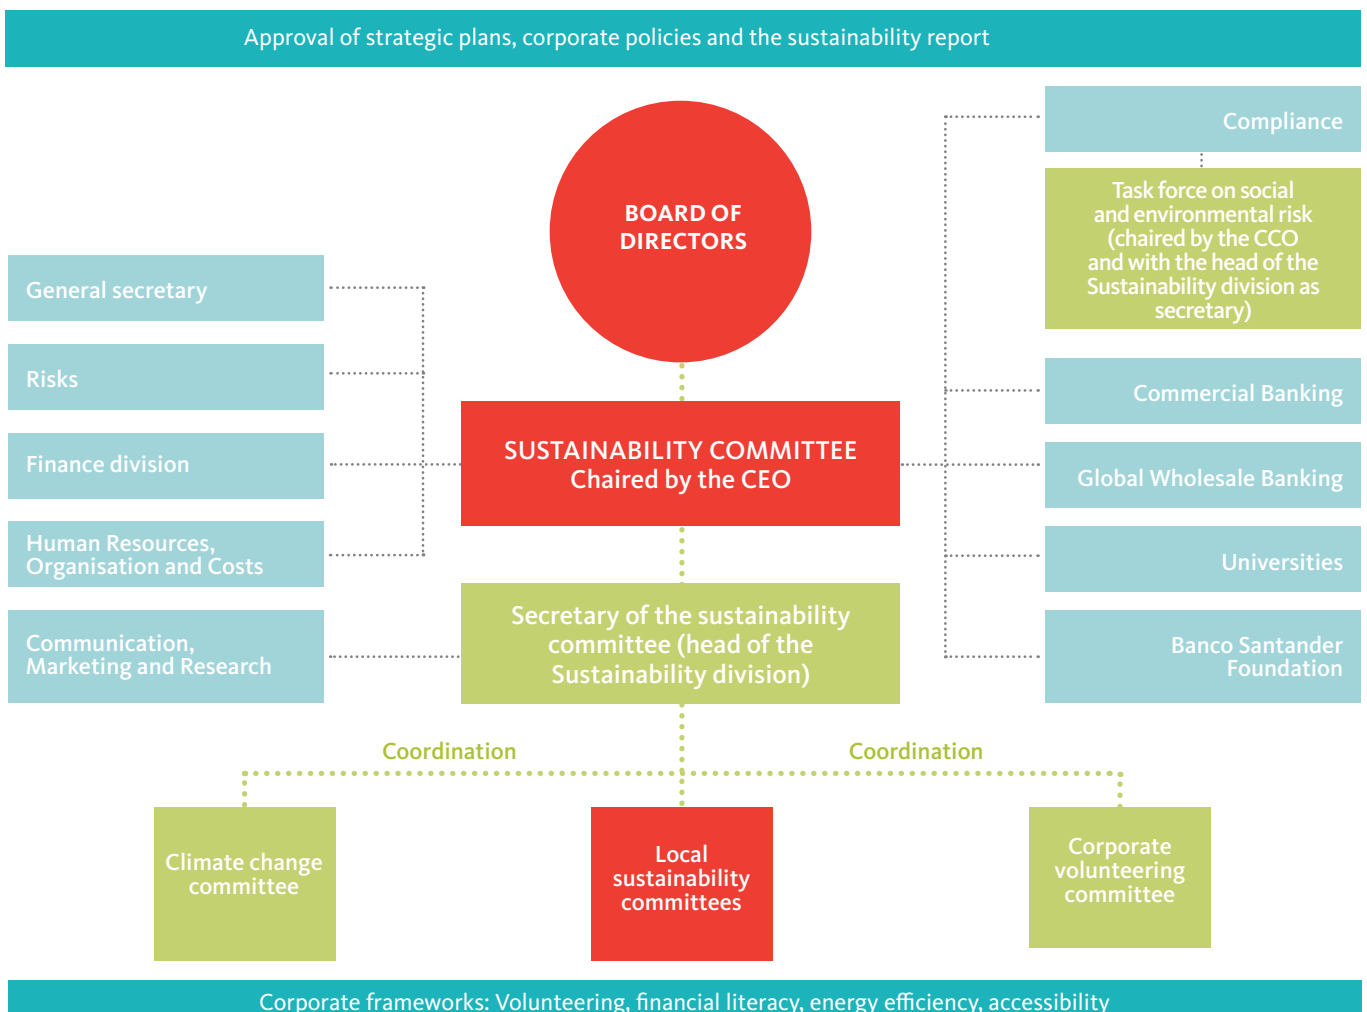 Approval of strategic plans, corporate policies and the sustainability report
BOARD OF
DIRECTORS
General secretary
Risks
Finance division
Human Resources,
Organisation and Costs
Communication,
Marketing and Research
SUSTAINABILITY COMMITTEE
Chaired by the CEO
Secretary of the sustainability
committee (head of the
Sustainability division)
Compliance
Task force on social
and environmental risk
(chaired by the CCO
and with the head of the
Sustainability division as
secretary)
Commercial Banking
Global Wholesale Banking
Universities
Banco Santander
Foundation
Coordination
Coordination
Climate change
committee
Local
sustainability
committees
Corporate
volunteering
committee
Corporate frameworks: Volunteering, financial literacy, energy efficiency, accessibility